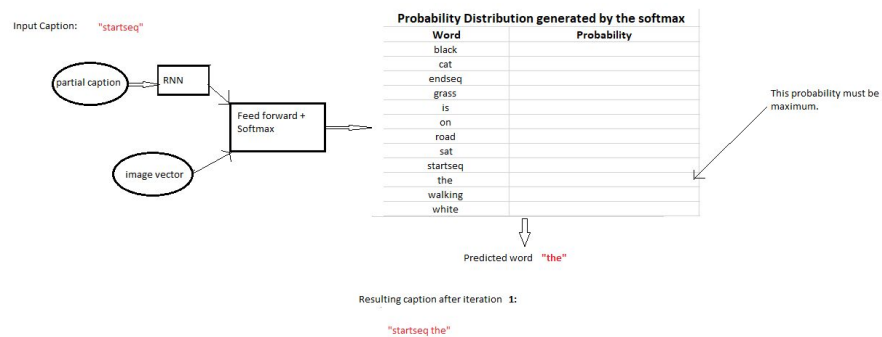 Input Caption: "startseq"
partial caption
RNN
Feed forward +
Softmax
image vector
Probability Distribution generated by the softmax
Word Probability
black
cat
endseq
grass
is
on
road
sat
startseq
the
walking
white
This probability must be
maximum.
Predicted word "the"
Resulting caption after iteration 1:
"startseq the"